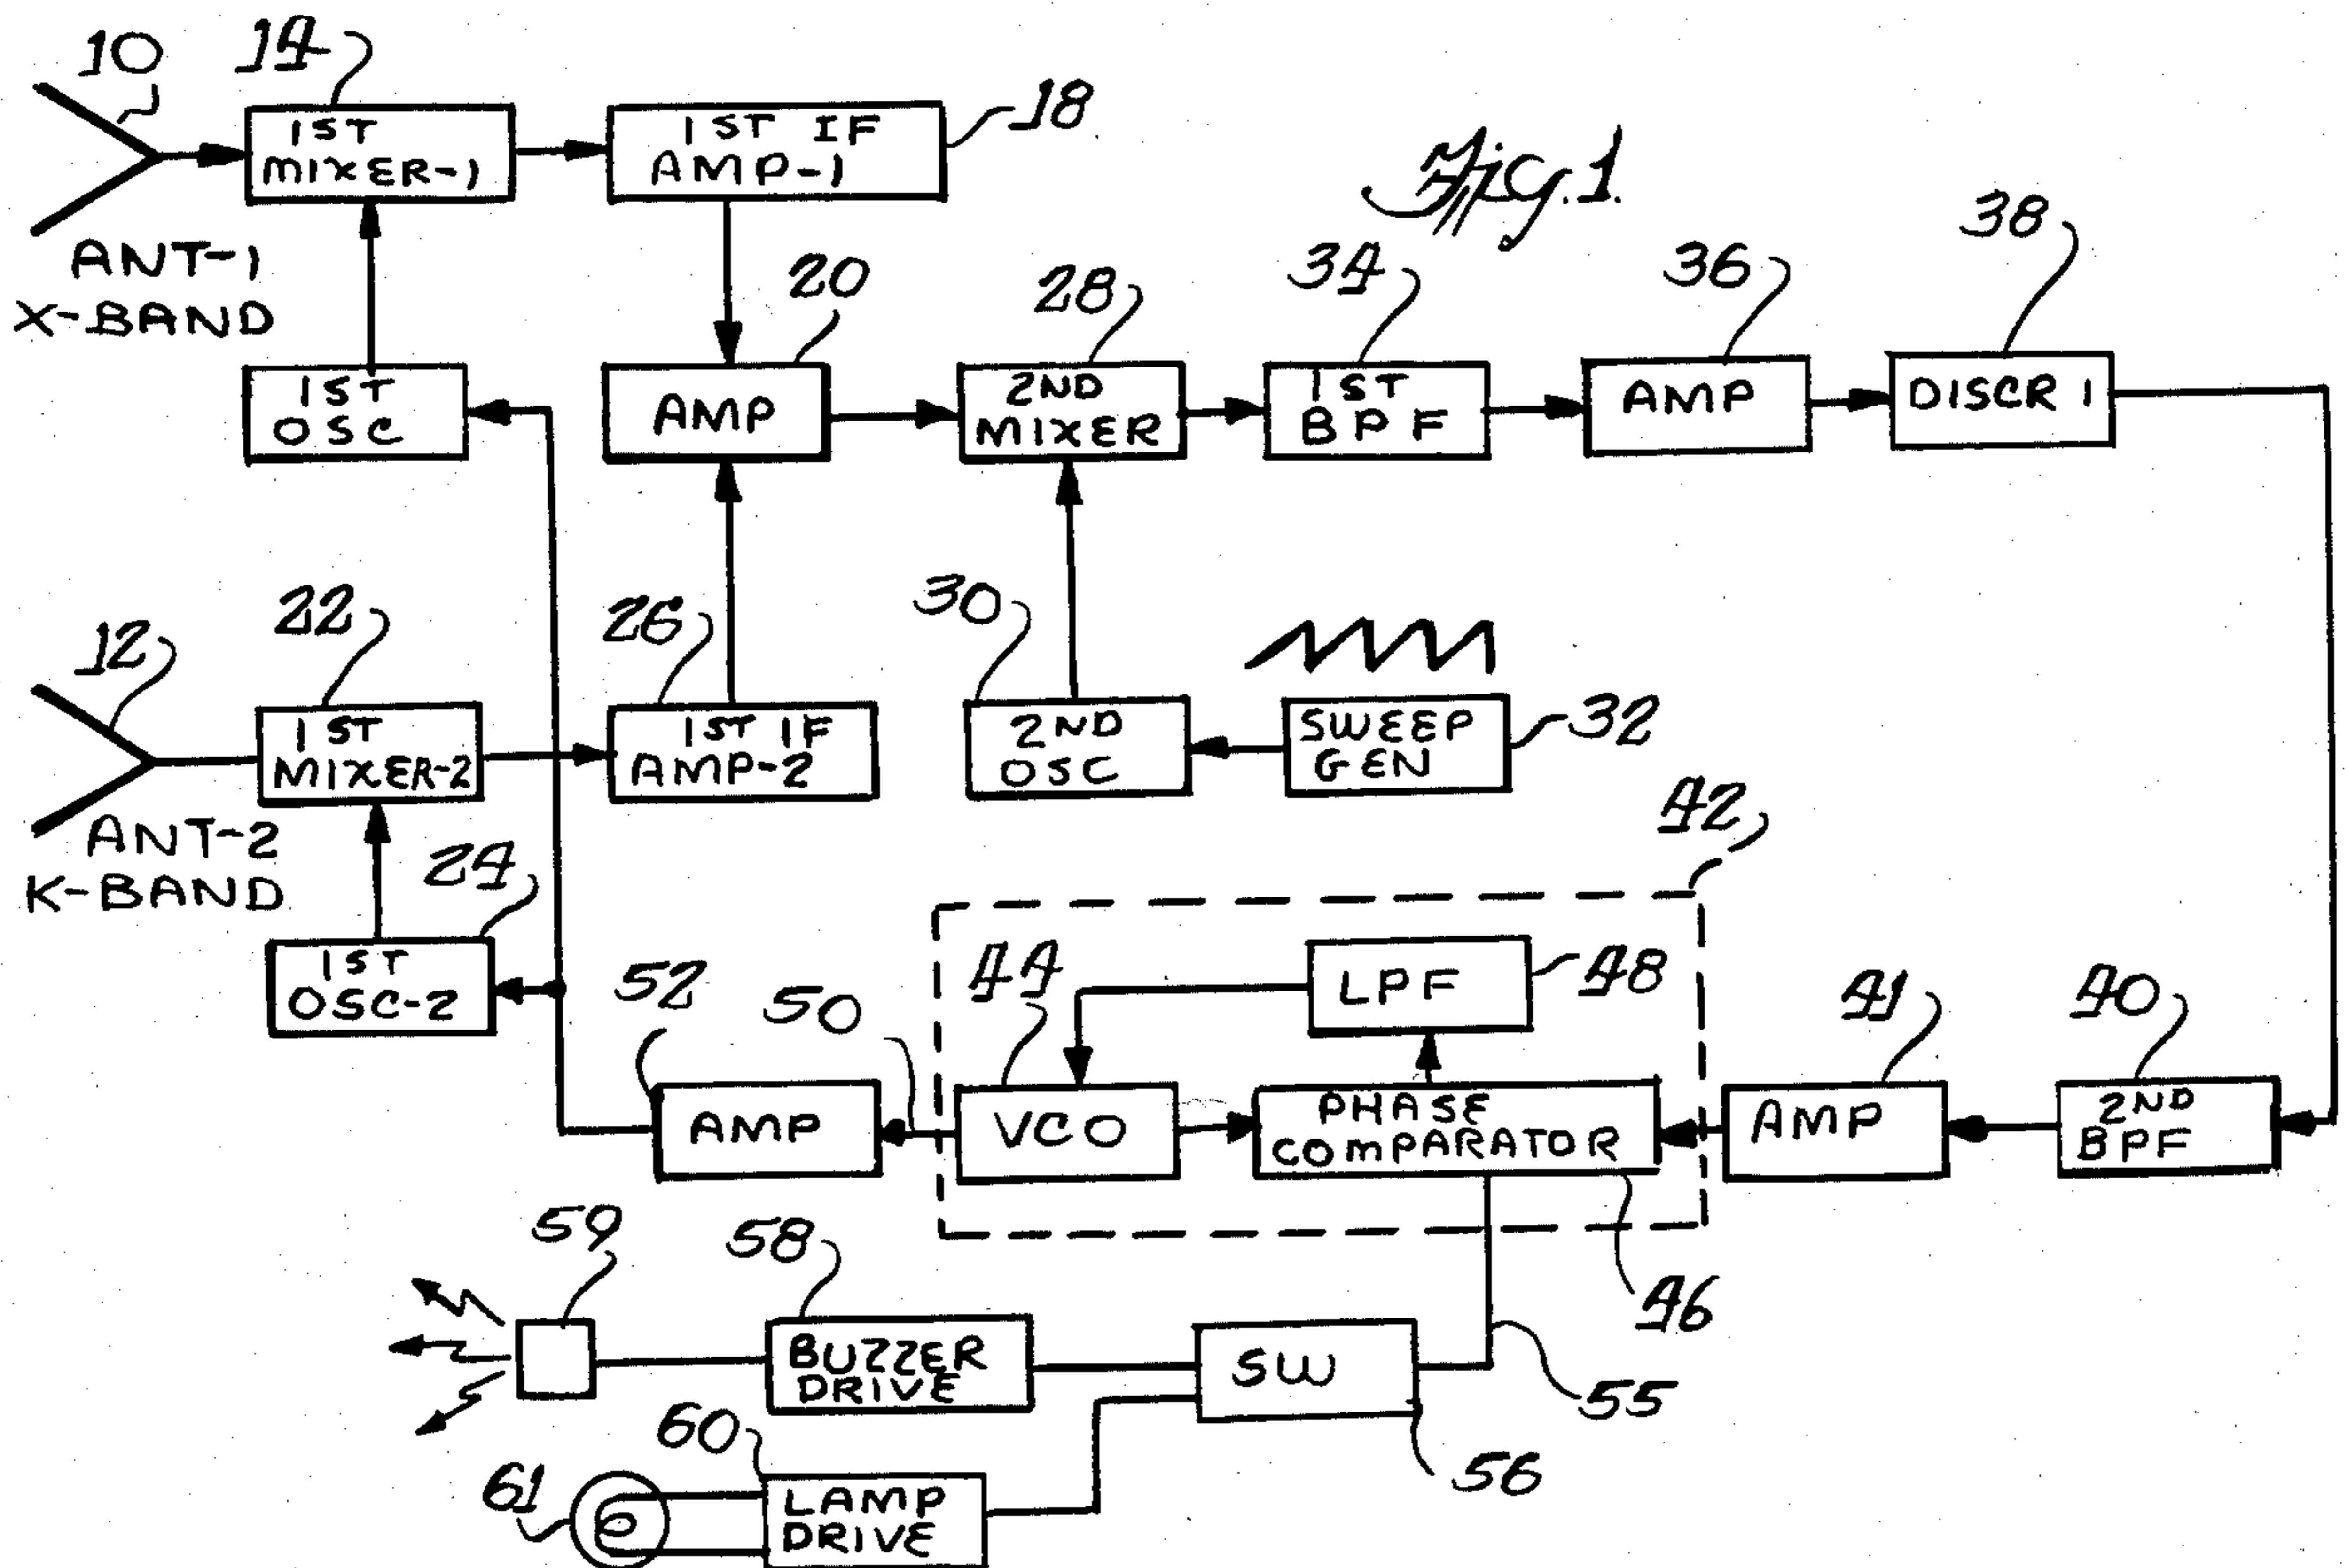 10
14
1ST
MIXER-1
1ST IF
AMP-1
18
Fig. 1.
ANT-1
X-BAND
20
28
34
36
38
1ST
OSC
AMP
2ND
MIXER
1ST
BPF
AMP
DISCR 1
12
22
26
30
1ST
MIXER-2
1ST IF
AMP-2
2ND
OSC
SWEEP
GEN
32
ANT-2
K-BAND
24
42
1ST
OSC-2
52
50
44
LPF
48
41
40
AMP
VCO
PHASE
COMPARATOR
AMP
2ND
BPF
59
58
46
BUZZER
DRIVE
SW
55
60
56
61
LAMP
DRIVE